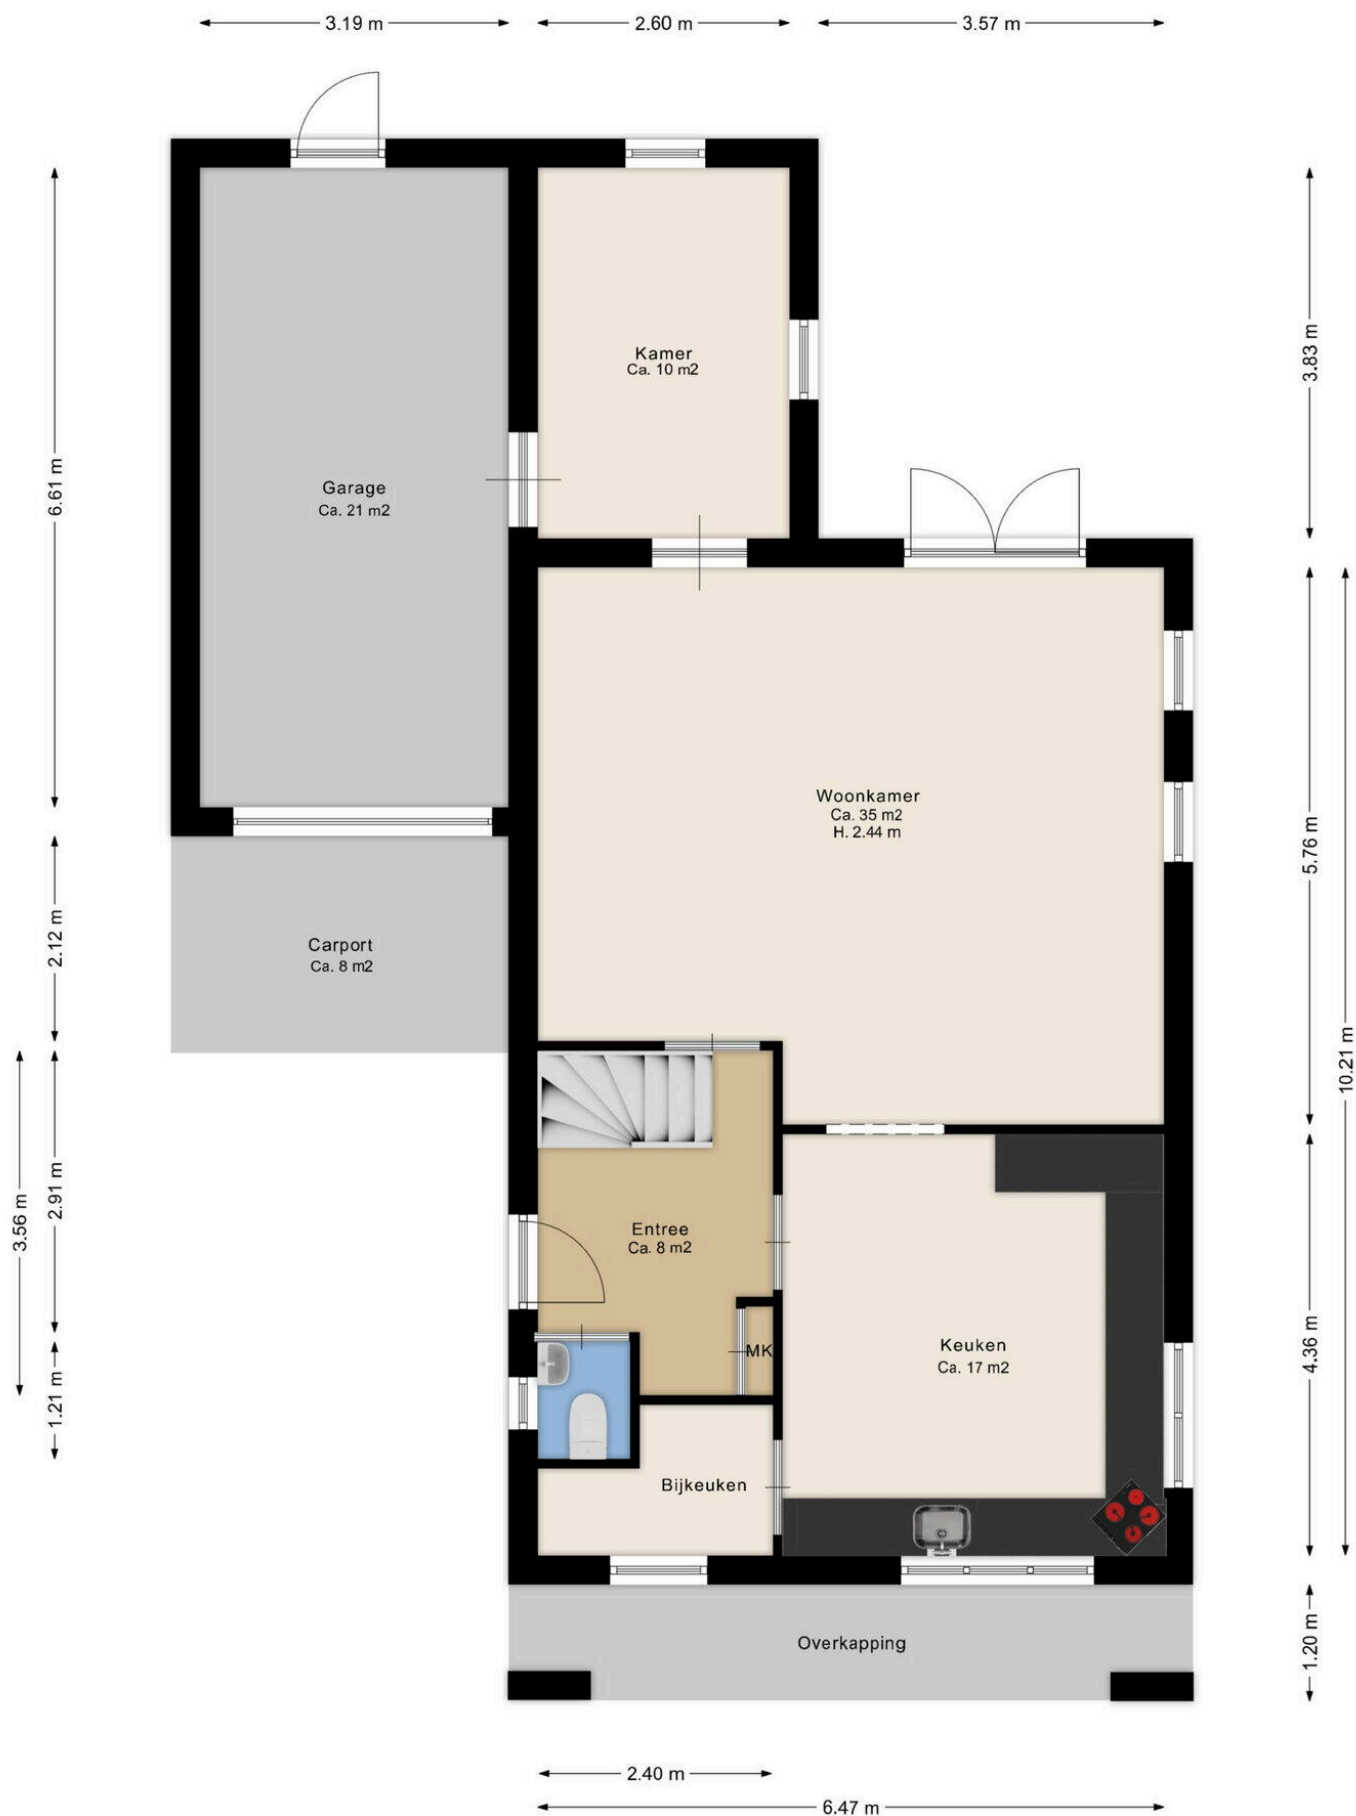 3.19 m
2.60 m
3.57 m
3.83 m
Kamer
Ca. 10 m2
6.61 m
Garage
Ca. 21 m2
Woonkamer
Ca. 35 m2
H. 2.44 m
5.76 m
2.12 m
Carport
Ca. 8 m2
10.21 m
3.56 m
2.91 m
Entree
Ca. 8 m2
MK
Keuken
Ca. 17 m2
4.36 m
1.21 m
Bijkeuken
Overkapping
1.20 m
2.40 m
6.47 m